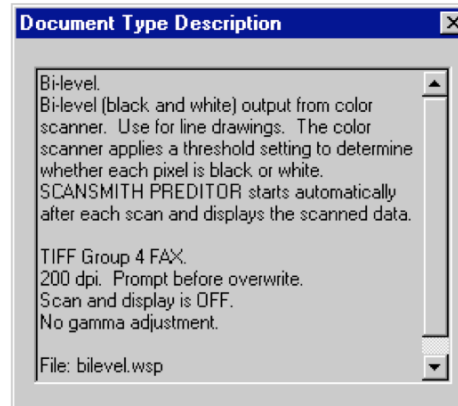 Document Type Description
Bi-level.
Bi-level (black and white) output from color
scanner.  Use for line drawings.  The color
scanner applies a threshold setting to determine
whether each pixel is black or white.
SCANSMITH PREDITOR starts automatically
after each scan and displays the scanned data.
TIFF Group 4 FAX.
200 dpi.  Prompt before overwrite.
Scan and display is OFF.
No gamma adjustment.
File: bilevel.wsp